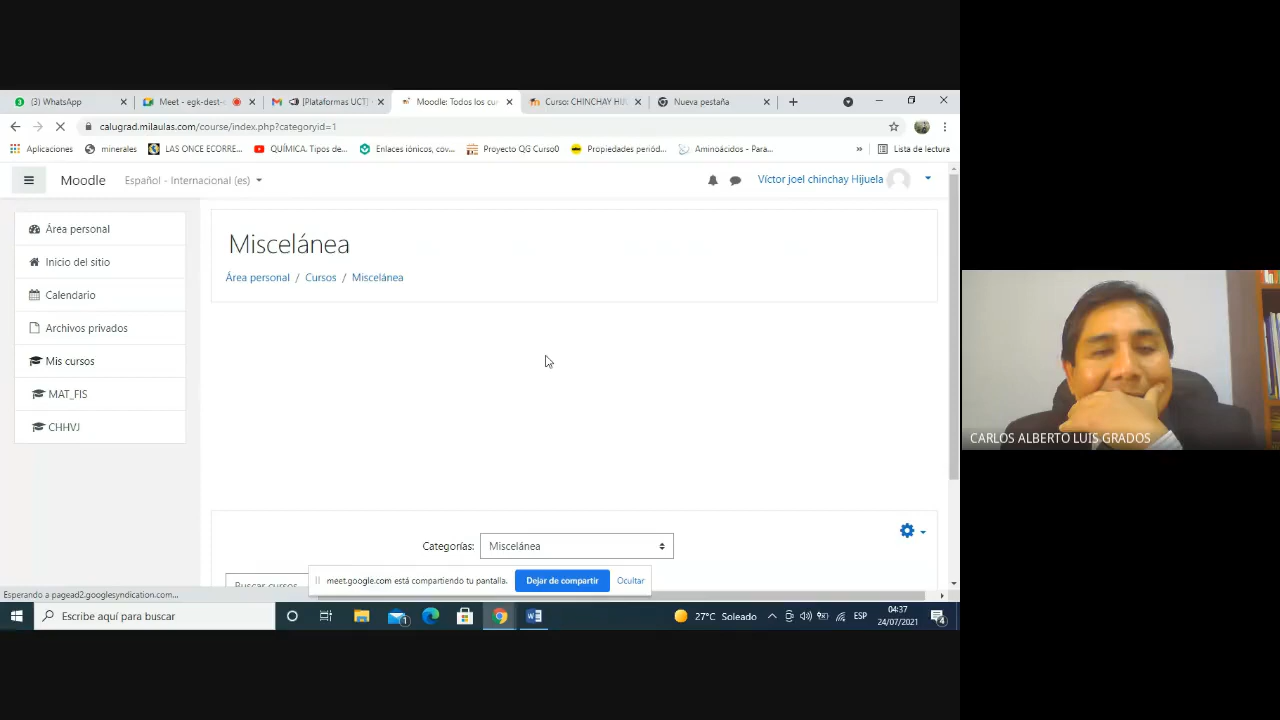 (3) WhatsApp
Meet - egk-dest-
[Plataformas UCT]
Moodle: Todos los cu
Curso: CHINCHAY HI
Nueva pestaña
calugrad.milaulas.com/course/index.php?categoryid=1
Aplicaciones
minerales
LAS ONCE ECORRE...
QUÍMICA. Tipos de...
Enlaces iónicos, cov...
Proyecto QG Curso0
Propiedades periód...
Aminoácidos - Para...
»
Lista de lectura
Moodle
Español - Internacional (es)
Víctor joel chinchay Hijuela
Área personal
Inicio del sitio
Calendario
Archivos privados
Mis cursos
MAT_FIS
CHHVJ
Miscelánea
Área personal / Cursos / Miscelánea
Categorías: Miscelánea
Buscar cursos
meet.google.com está compartiendo tu pantalla.
Dejar de compartir
Ocultar
Esperando a pagead2.googlesyndication.com...
Escribe aquí para buscar
27°C Soleado
ESP
04:37
24/07/2021
CARLOS ALBERTO LUIS GRADOS